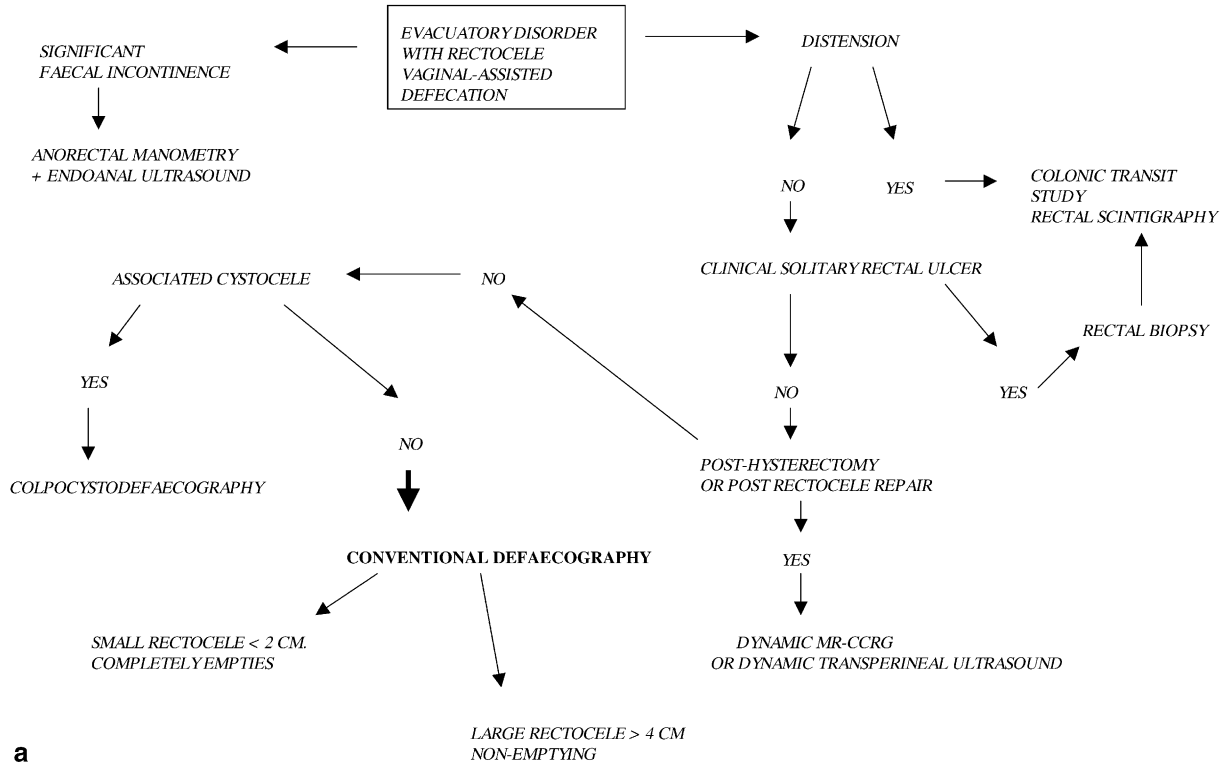 EVACUATORY DISORDER
WITH RECTOCELE
VAGINAL-ASSISTED
DEFECATION
SIGNIFICANT
FAECAL INCONTINENCE
DISTENSION
ANORECTAL MANOMETRY
+ ENDOANAL ULTRASOUND
NO
YES
COLONIC TRANSIT
STUDY
RECTAL SCINTIGRAPHY
ASSOCIATED CYSTOCELE
NO
CLINICAL SOLITARY RECTAL ULCER
RECTAL BIOPSY
YES
NO
YES
NO
COLPOCYSTODEFAECOGRAPHY
POST-HYSTERECTOMY
OR POST RECTOCELE REPAIR
CONVENTIONAL DEFAECOGRAPHY
YES
SMALL RECTOCELE < 2 CM.
COMPLETELY EMPTIES
DYNAMIC MR-CCRG
OR DYNAMIC TRANSPERINEAL ULTRASOUND
LARGE RECTOCELE > 4 CM
NON-EMPTYING
a